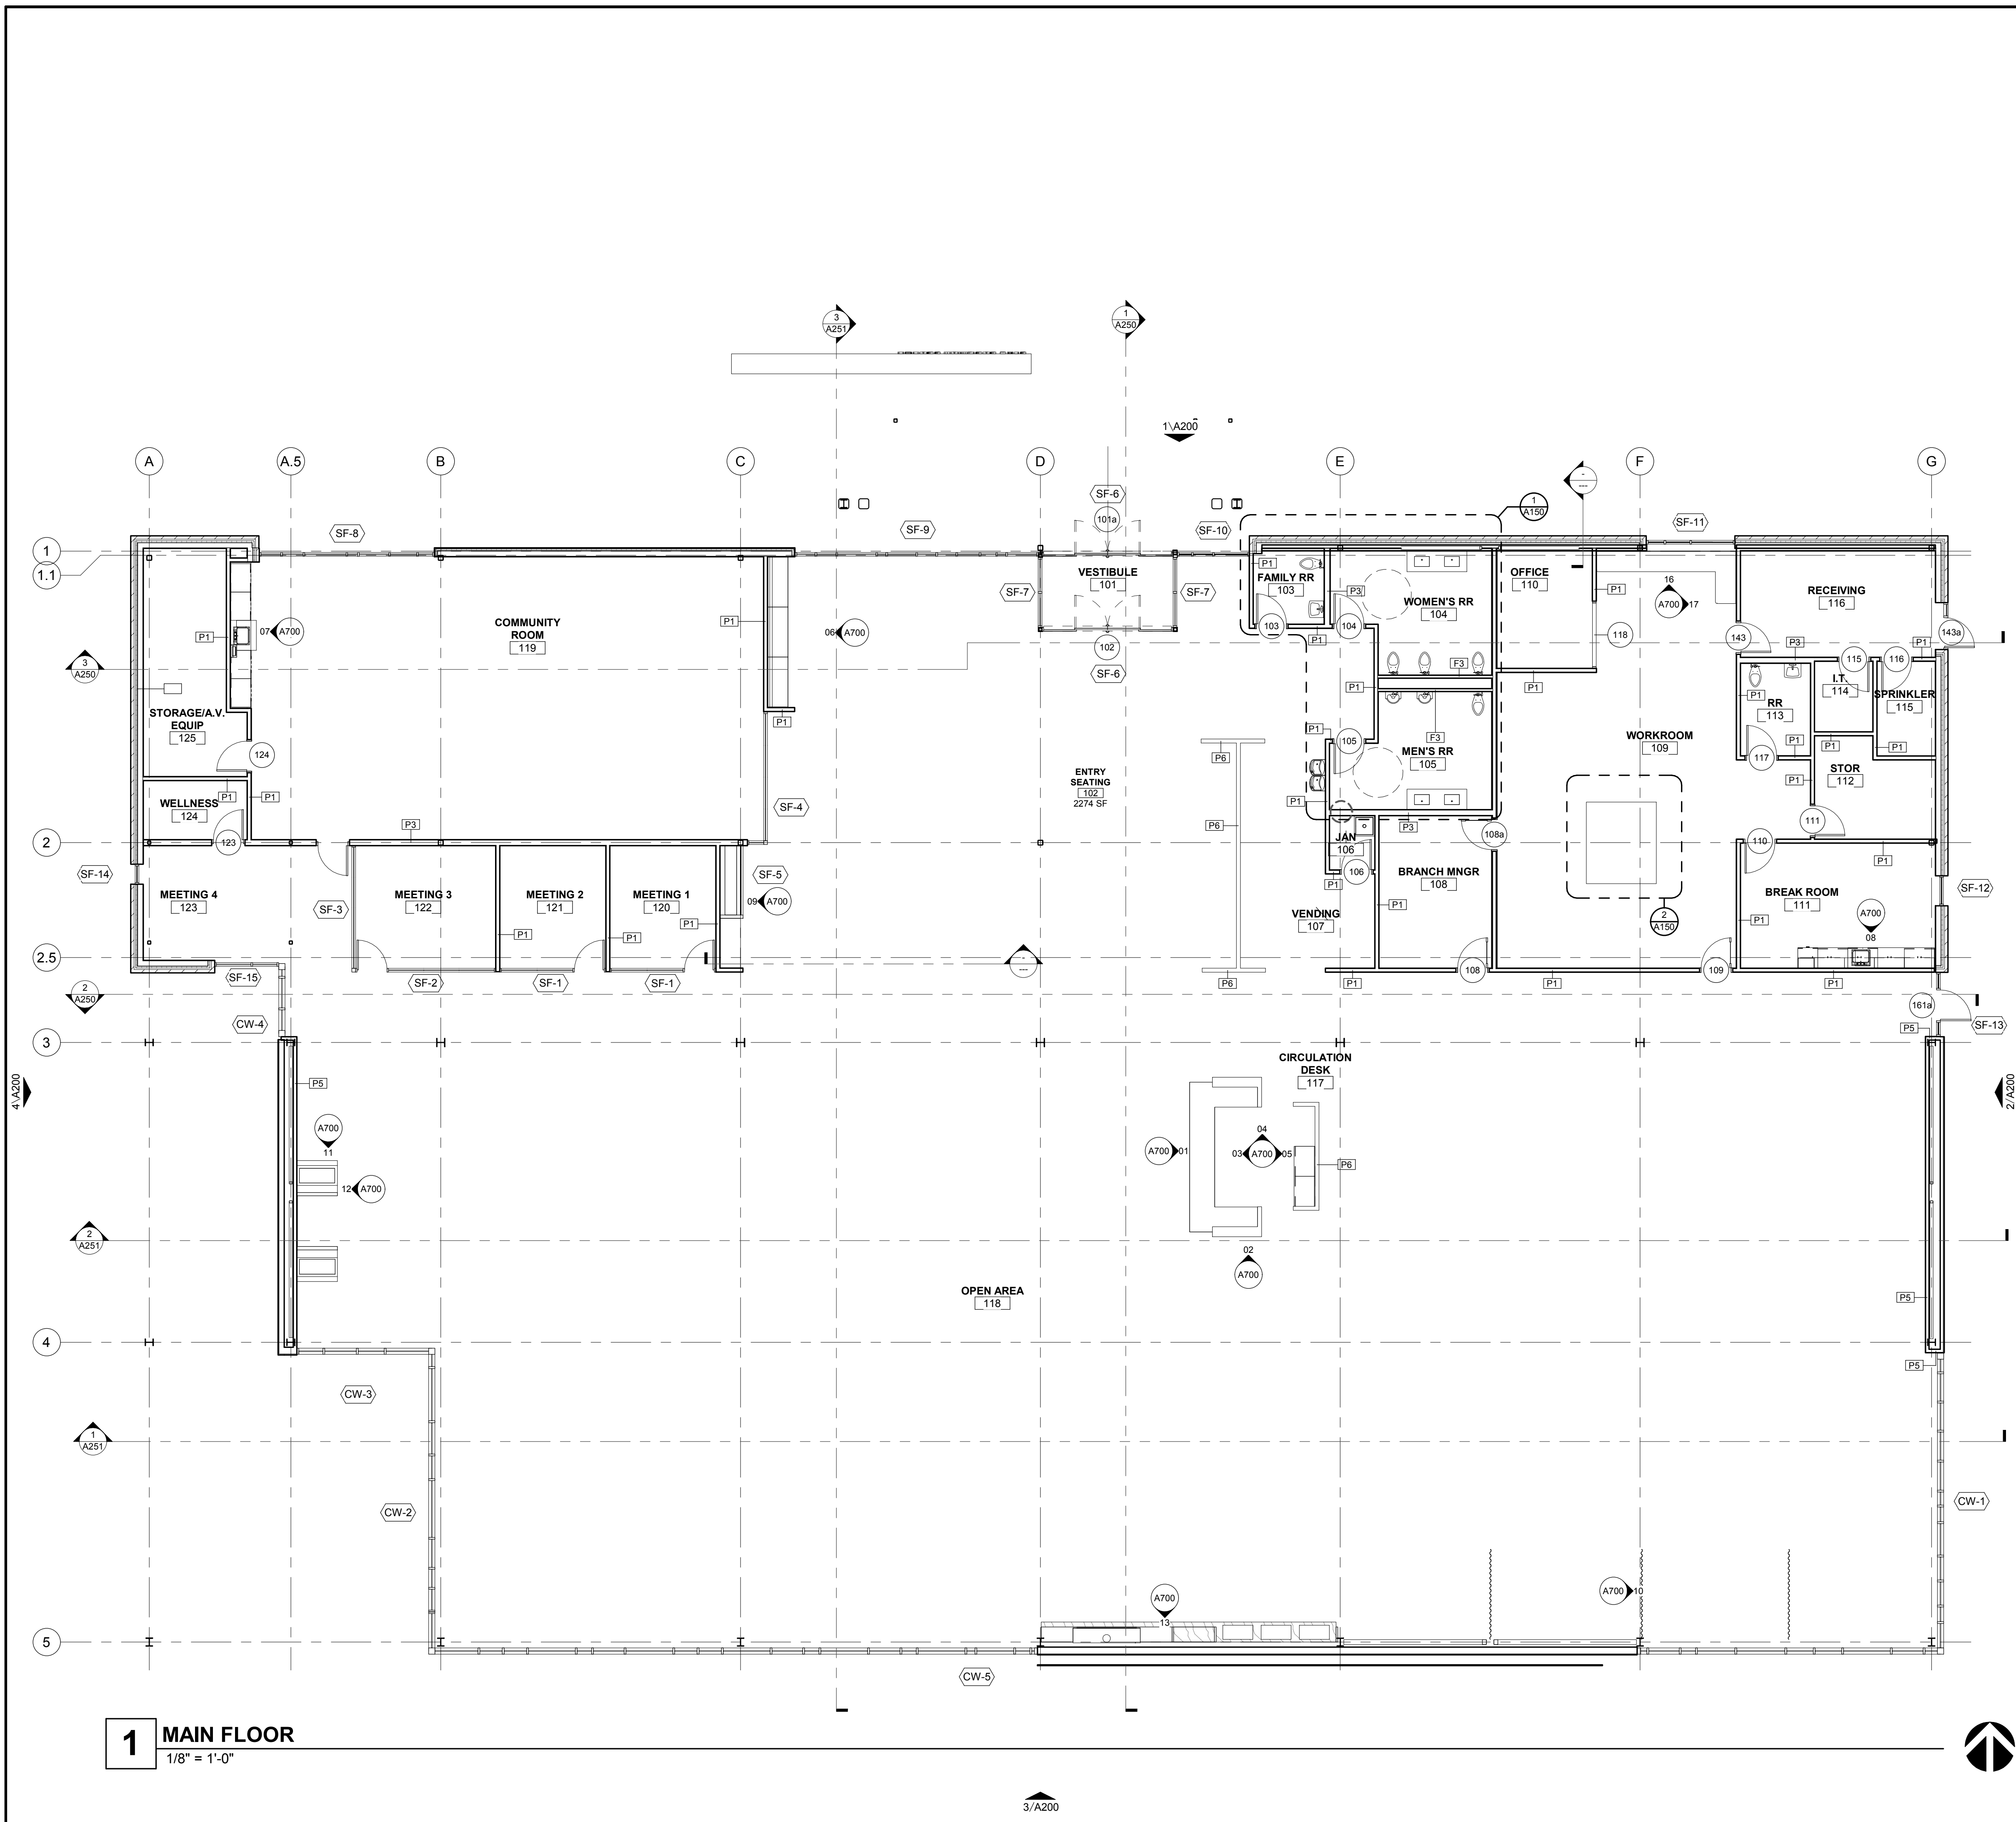 3
A251
1
A250
1\A200
A
A.5
B
C
D
E
F
G
SF-6
101a
-
---
1
A150
SF-8
SF-9
SF-10
SF-11
1
1.1
VESTIBULE
101
SF-7
SF-7
P1
FAMILY RR
103
OFFICE
110
P3
WOMEN'S RR
104
P1
16
A700
17
RECEIVING
116
COMMUNITY
ROOM
119
P1
07
A700
P1
06
A700
103
P1
104
118
143
143a
102
SF-6
P3
P1
3
A250
F3
P1
P1
115
116
I.T.
114
SPRINKLER
115
P1
RR
113
STORAGE/A.V.
EQUIP
125
P1
124
P1
105
F3
MEN'S RR
105
WORKROOM
109
P1
P1
P1
117
P6
ENTRY
SEATING
102
2274 SF
STOR
112
P1
WELLNESS
124
P1
P1
SF-4
P1
P3
P6
P3
111
2
123
JAN
106
108a
110
P1
SF-14
SF-5
106
P1
BRANCH MNGR
108
SF-12
MEETING 4
123
SF-3
MEETING 3
122
MEETING 2
121
MEETING 1
120
09
A700
P1
P1
P1
P1
VENDING
107
BREAK ROOM
111
P1
A700
08
2
A150
2.5
SF-15
SF-2
SF-1
SF-1
-
---
P6
P1
108
P1
109
P1
2
A250
CW-4
161a
P5
SF-13
3
CIRCULATION
DESK
117
4\A200
P5
2/A200
A700
11
A700
01
04
03
A700
05
P6
12
A700
2
A251
02
A700
OPEN AREA
118
P5
4
P5
CW-3
1
A251
CW-2
CW-1
A700
13
A700
10
5
CW-5
1
MAIN FLOOR
1/8" = 1'-0"
3/A200